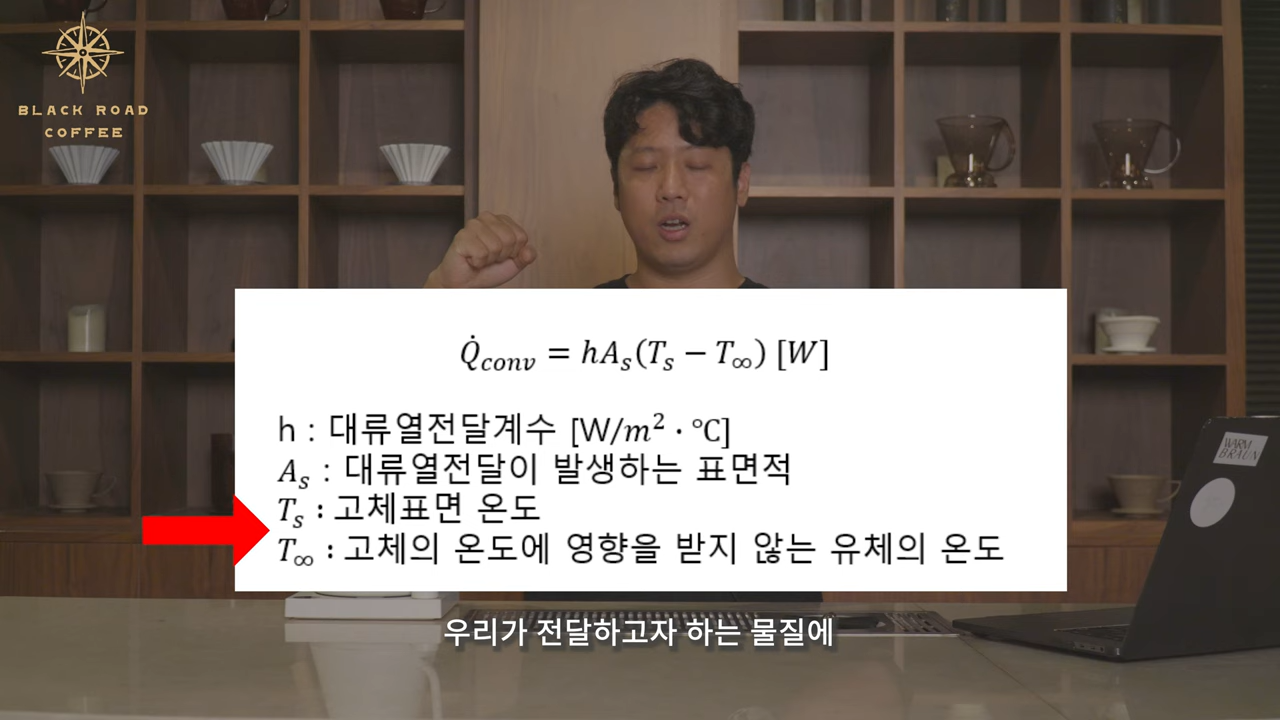 BLACK ROAD
COFFEE
Q̇conv = hAs(Ts − T∞) [W]
h : 대류열전달계수 [W/m² · ℃]
As : 대류열전달이 발생하는 표면적
Ts : 고체표면 온도
T∞ : 고체의 온도에 영향을 받지 않는 유체의 온도
WARM
BRAUN
우리가 전달하고자 하는 물질에